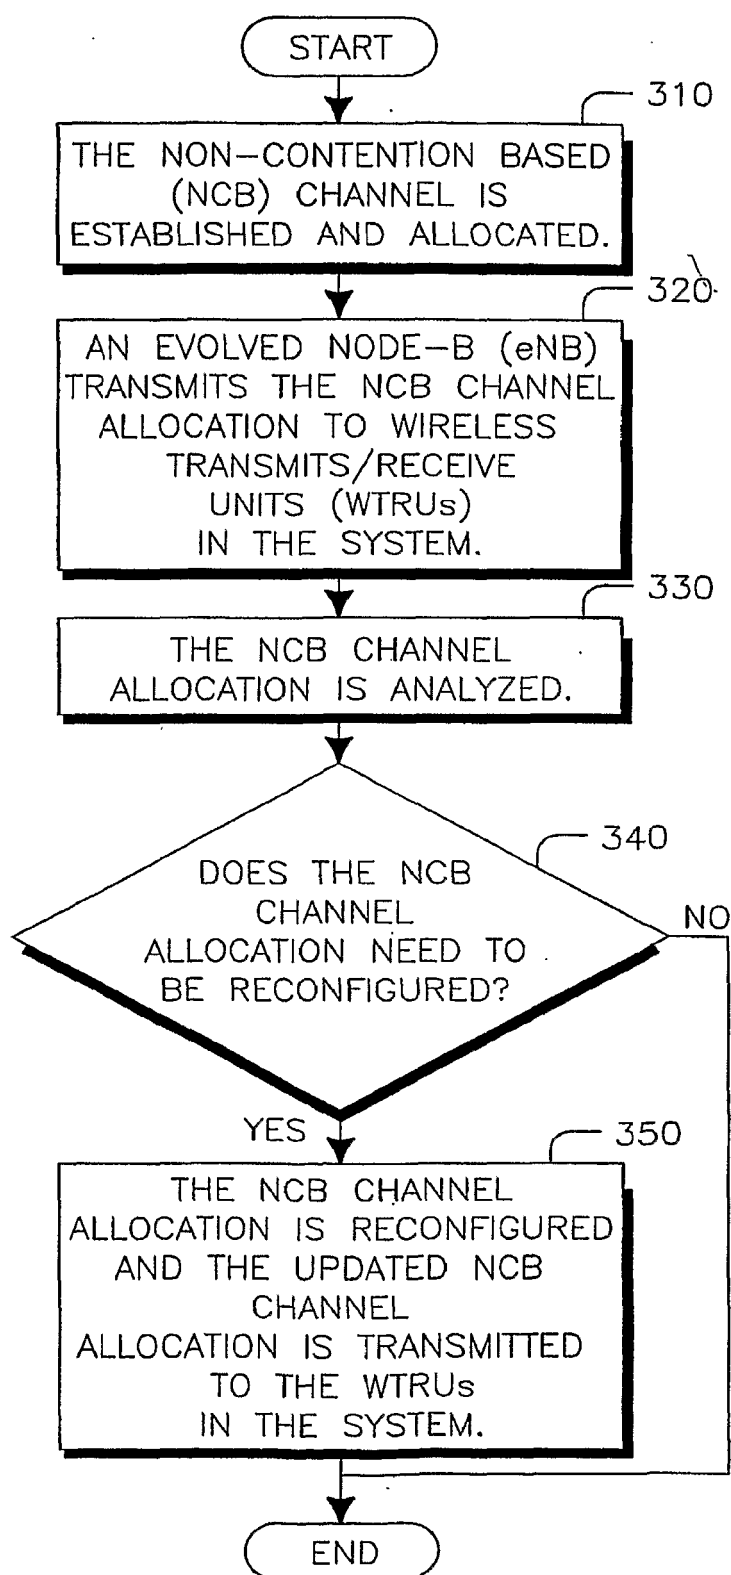 START
310
THE NON-CONTENTION BASED
(NCB) CHANNEL IS
ESTABLISHED AND ALLOCATED.
320
AN EVOLVED NODE-B (eNB)
TRANSMITS THE NCB CHANNEL
ALLOCATION TO WIRELESS
TRANSMITS/RECEIVE
UNITS (WTRUs)
IN THE SYSTEM.
330
THE NCB CHANNEL
ALLOCATION IS ANALYZED.
340
DOES THE NCB
CHANNEL
ALLOCATION NEED TO
BE RECONFIGURED?
NO
YES
350
THE NCB CHANNEL
ALLOCATION IS RECONFIGURED
AND THE UPDATED NCB
CHANNEL
ALLOCATION IS TRANSMITTED
TO THE WTRUs
IN THE SYSTEM.
END